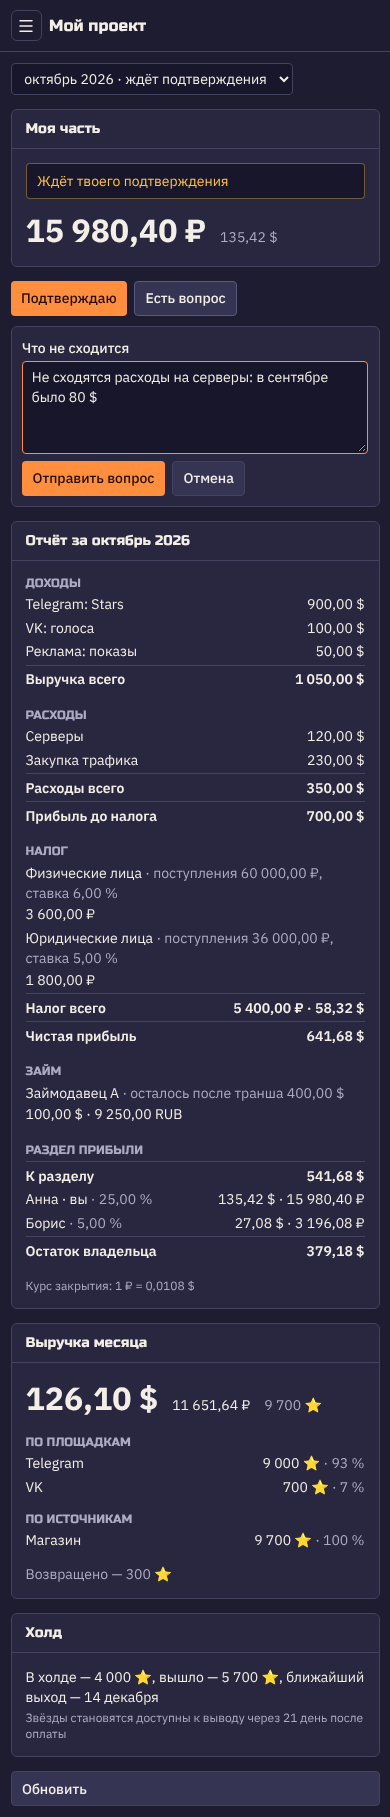 ☰ Мой проект
октябрь 2026 · ждёт подтверждения
Моя часть
Ждёт твоего подтверждения
15 980,40 ₽ 135,42 $
Подтверждаю Есть вопрос
Что не сходится
Не сходятся расходы на серверы: в сентябре
было 80 $
Отправить вопрос Отмена
Отчёт за октябрь 2026
ДОХОДЫ
Telegram: Stars 900,00 $
VK: голоса 100,00 $
Реклама: показы 50,00 $
Выручка всего 1 050,00 $
РАСХОДЫ
Серверы 120,00 $
Закупка трафика 230,00 $
Расходы всего 350,00 $
Прибыль до налога 700,00 $
НАЛОГ
Физические лица · поступления 60 000,00 ₽,
ставка 6,00 %
3 600,00 ₽
Юридические лица · поступления 36 000,00 ₽,
ставка 5,00 %
1 800,00 ₽
Налог всего 5 400,00 ₽ · 58,32 $
Чистая прибыль 641,68 $
ЗАЙМ
Займодавец А · осталось после транша 400,00 $
100,00 $ · 9 250,00 RUB
РАЗДЕЛ ПРИБЫЛИ
К разделу 541,68 $
Анна · вы · 25,00 % 135,42 $ · 15 980,40 ₽
Борис · 5,00 % 27,08 $ · 3 196,08 ₽
Остаток владельца 379,18 $
Курс закрытия: 1 ₽ = 0,0108 $
Выручка месяца
126,10 $ 11 651,64 ₽ 9 700 ⭐
ПО ПЛОЩАДКАМ
Telegram 9 000 ⭐ · 93 %
VK 700 ⭐ · 7 %
ПО ИСТОЧНИКАМ
Магазин 9 700 ⭐ · 100 %
Возвращено — 300 ⭐
Холд
В холде — 4 000 ⭐, вышло — 5 700 ⭐, ближайший
выход — 14 декабря
Звёзды становятся доступны к выводу через 21 день после
оплаты
Обновить